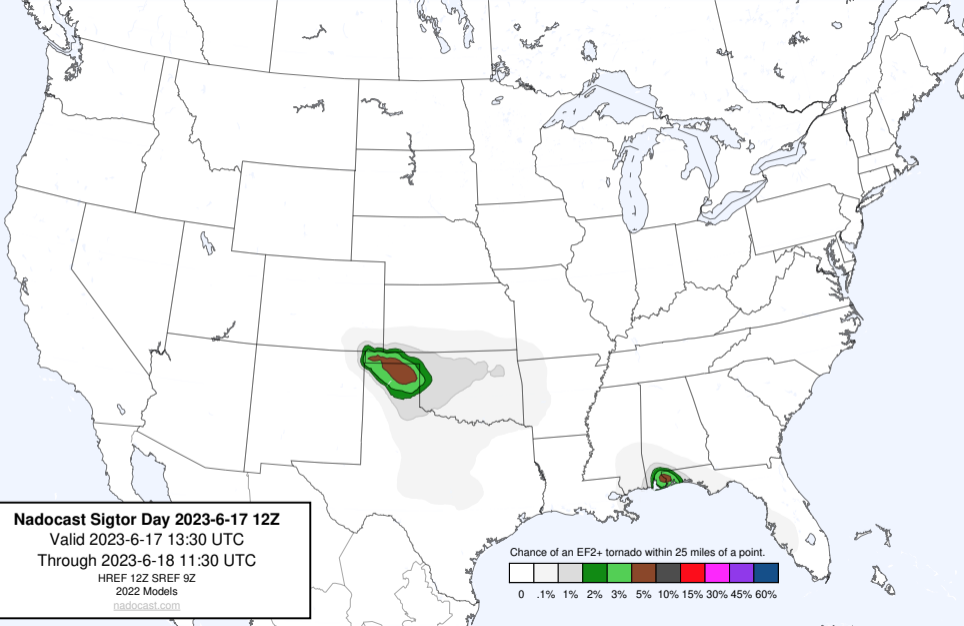 Nadocast Sigtor Day 2023-6-17 12Z
Valid 2023-6-17 13:30 UTC
Through 2023-6-18 11:30 UTC
HREF 12Z SREF 9Z
2022 Models
nadocast.com
Chance of an EF2+ tornado within 25 miles of a point.
0 .1% 1% 2% 3% 5% 10% 15% 30% 45% 60%